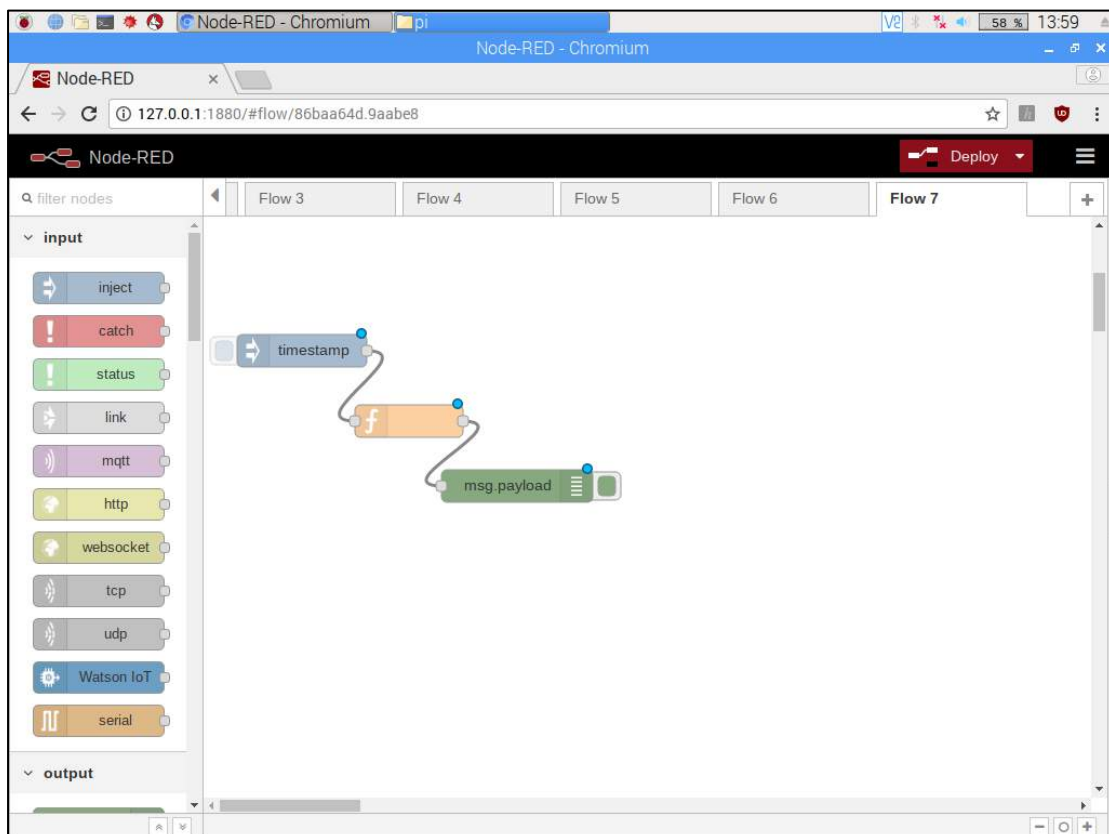 Node-RED - Chromium
pi
V2
58 %
13:59
Node-RED - Chromium
Node-RED
127.0.0.1:1880/#flow/86baa64d.9aabe8
Node-RED
Deploy
filter nodes
Flow 3
Flow 4
Flow 5
Flow 6
Flow 7
input
inject
catch
status
link
mqtt
http
websocket
tcp
udp
Watson IoT
serial
output
timestamp
f
msg.payload